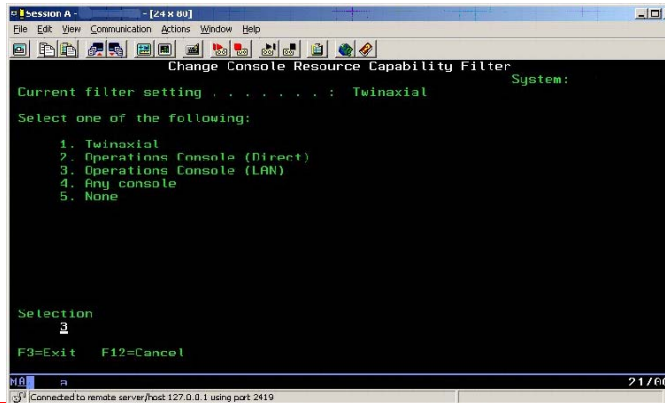 Session A - - [24 x 80]
File Edit View Communication Actions Window Help
Change Console Resource Capability Filter
System:
Current filter setting . . . . . . . : Twinaxial
Select one of the following:
1. Twinaxial
2. Operations Console (Direct)
3. Operations Console (LAN)
4. Any console
5. None
Selection
3
F3=Exit F12=Cancel
MA a 21/00
Connected to remote server/host 127.0.0.1 using port 2419